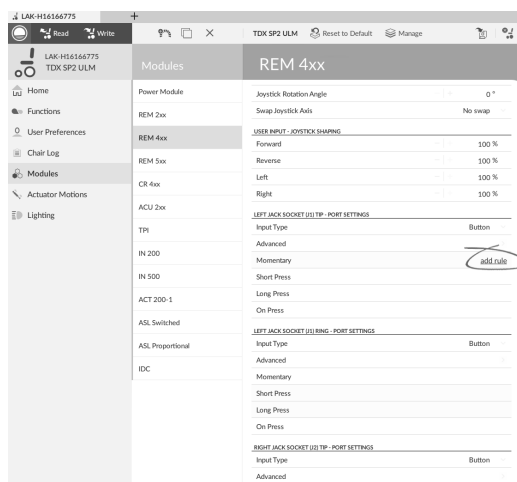 LAK-H16166775
Read Write TDX SP2 ULM Reset to Default Manage
LAK-H16166775
TDX SP2 ULM
Modules
REM 4xx
Home
Functions
User Preferences
Chair Log
Modules
Actuator Motions
Lighting
Power Module
REM 2xx
REM 4xx
REM 5xx
CR 4xx
ACU 2xx
TPI
IN 200
IN 500
ACT 200-1
ASL Switched
ASL Proportional
IDC
Joystick Rotation Angle 0 °
Swap Joystick Axis No swap
USER INPUT - JOYSTICK SHAPING
Forward 100 %
Reverse 100 %
Left 100 %
Right 100 %
LEFT JACK SOCKET (J1) TIP - PORT SETTINGS
Input Type Button
Advanced
Momentary add rule
Short Press
Long Press
On Press
LEFT JACK SOCKET (J1) RING - PORT SETTINGS
Input Type Button
Advanced
Momentary
Short Press
Long Press
On Press
RIGHT JACK SOCKET (J2) TIP - PORT SETTINGS
Input Type Button
Advanced